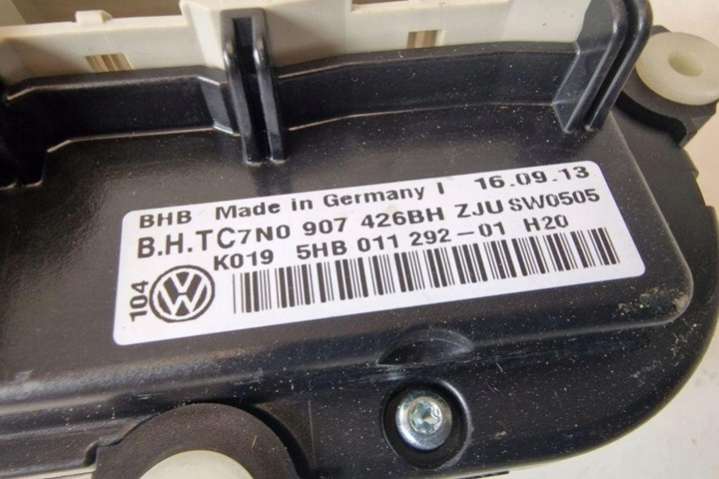 BHB Made in Germany I 16.09.13
B.H.TC7N0 907 426BH ZJU SW0505
K019 5HB 011 292-01 H20
104